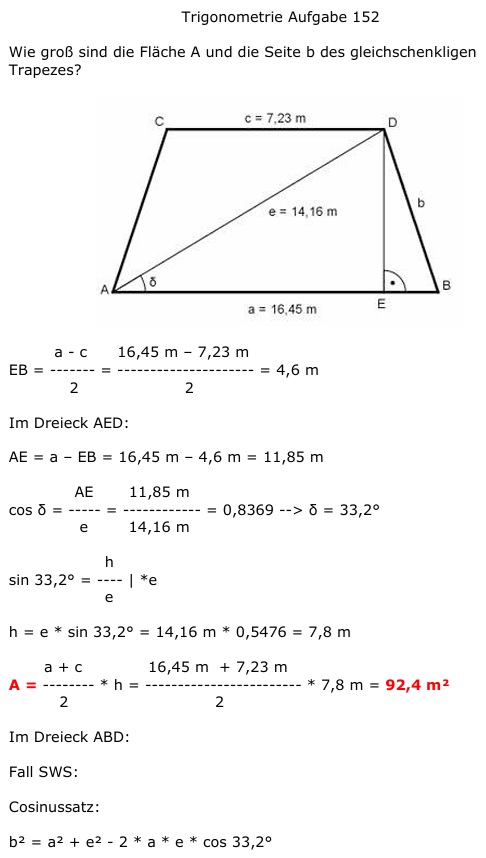 Trigonometrie Aufgabe 152
Wie groß sind die Fläche A und die Seite b des gleichschenkligen
Trapezes?
C
c = 7,23 m
D
e = 14,16 m
b
A
δ
B
a = 16,45 m
E
a - c 16,45 m – 7,23 m
EB = ------- = --------------------- = 4,6 m
2 2
Im Dreieck AED:
AE = a – EB = 16,45 m – 4,6 m = 11,85 m
AE 11,85 m
cos δ = ----- = ------------ = 0,8369 --> δ = 33,2°
e 14,16 m
h
sin 33,2° = ---- | *e
e
h = e * sin 33,2° = 14,16 m * 0,5476 = 7,8 m
a + c 16,45 m + 7,23 m
A = -------- * h = ------------------------ * 7,8 m = 92,4 m²
2 2
Im Dreieck ABD:
Fall SWS:
Cosinussatz:
b² = a² + e² - 2 * a * e * cos 33,2°